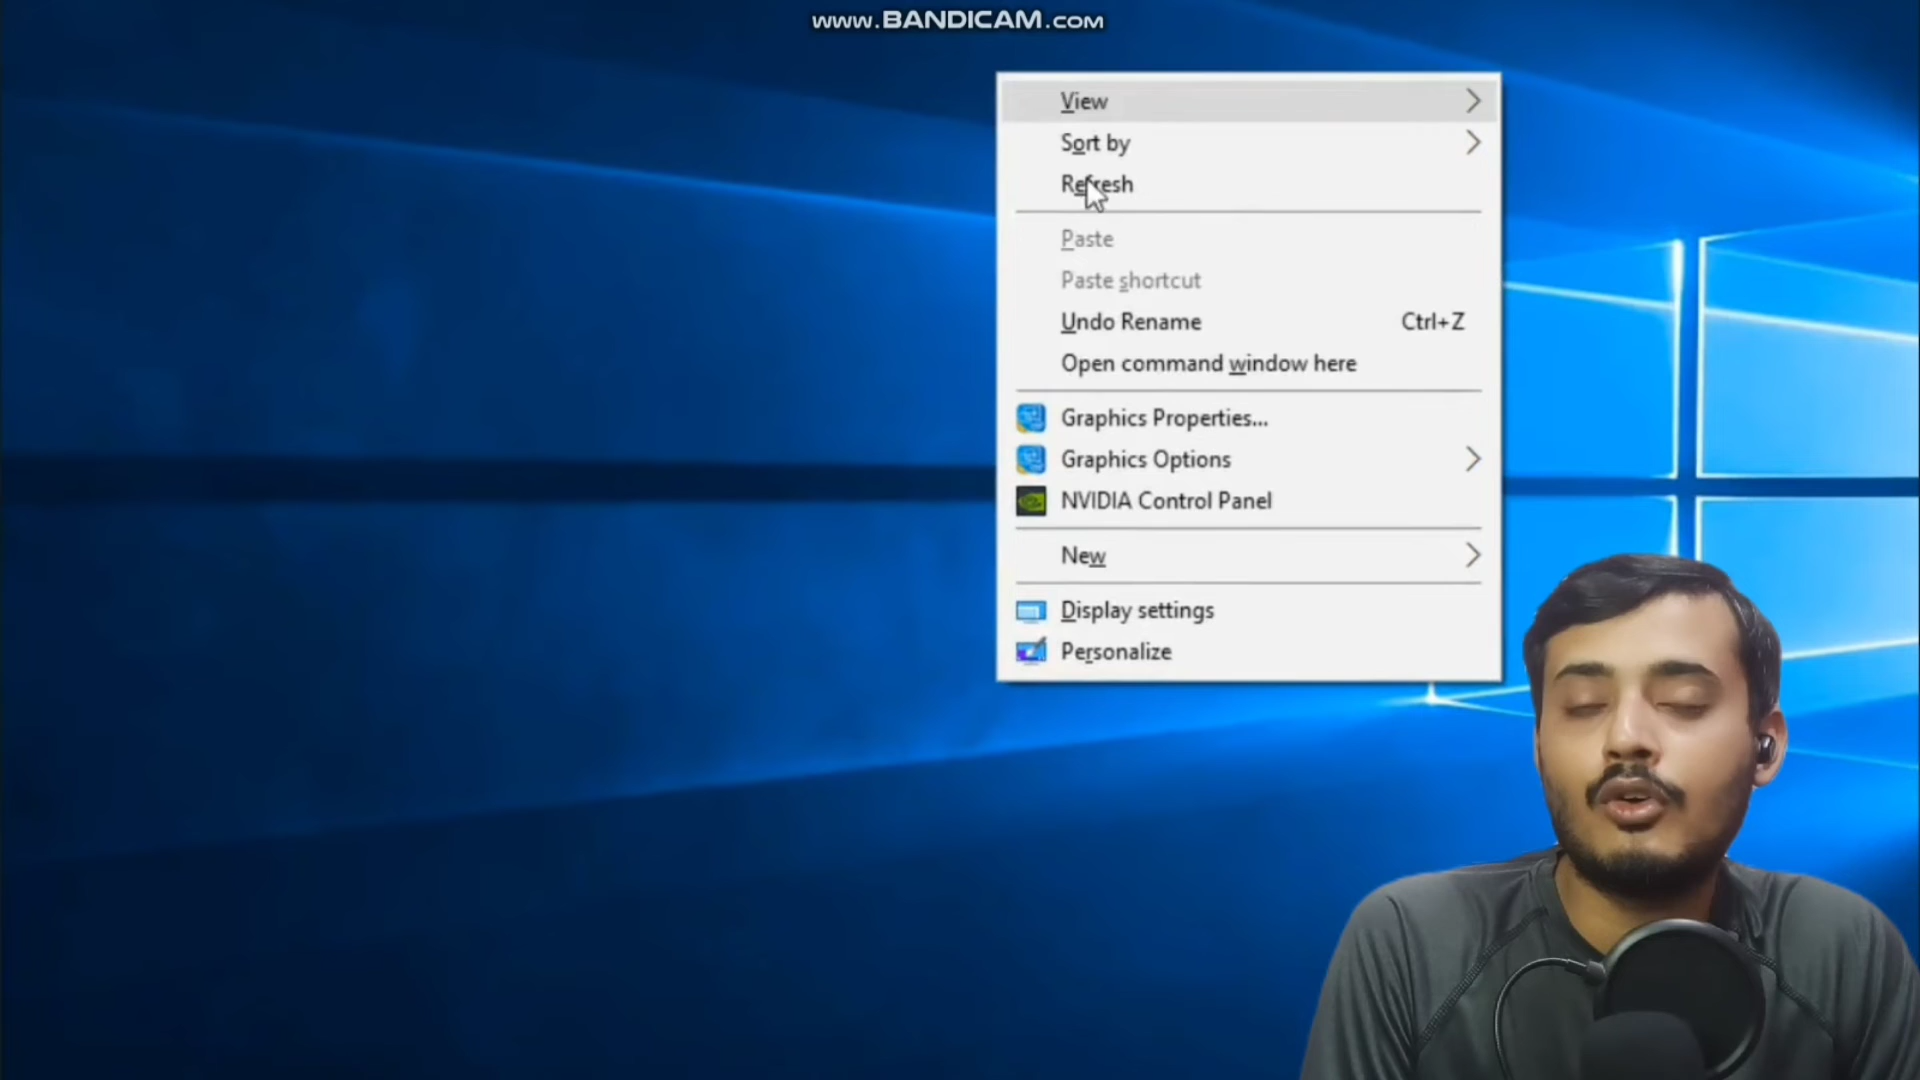 www.BANDICAM.com
View
Sort by
Refresh
Paste
Paste shortcut
Undo Rename Ctrl+Z
Open command window here
Graphics Properties...
Graphics Options
NVIDIA Control Panel
New
Display settings
Personalize